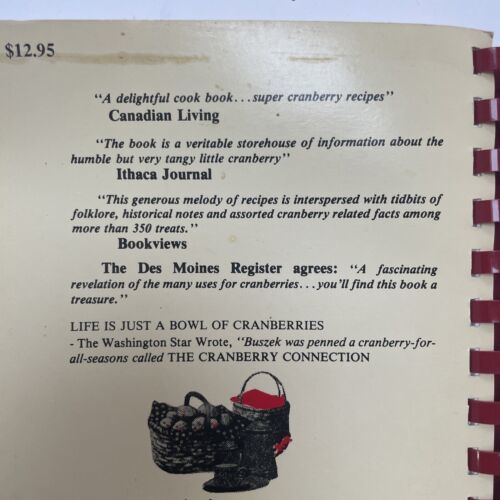 $12.95
"A delightful cook book...super cranberry recipes"
Canadian Living
"The book is a veritable storehouse of information about the
humble but very tangy little cranberry"
Ithaca Journal
"This generous melody of recipes is interspersed with tidbits of
folklore, historical notes and assorted cranberry related facts among
more than 350 treats."
Bookviews
The Des Moines Register agrees: "A fascinating
revelation of the many uses for cranberries...you'll find this book a
treasure."
LIFE IS JUST A BOWL OF CRANBERRIES
- The Washington Star Wrote, "Buszek was penned a cranberry-for-
all-seasons called THE CRANBERRY CONNECTION